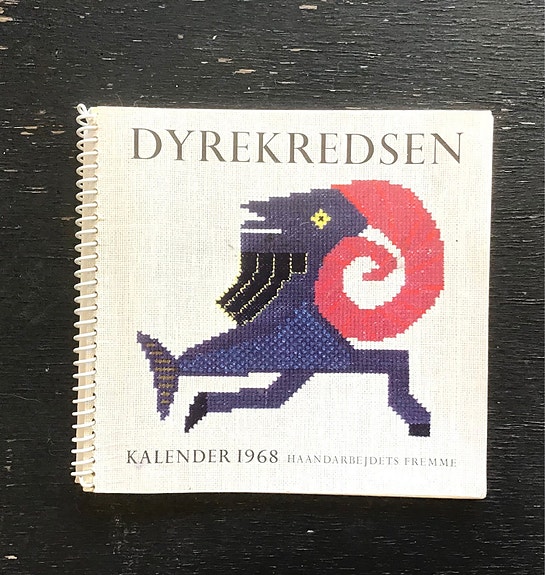 DYREKREDSEN
KALENDER 1968 HAANDARBEJDETS FREMME